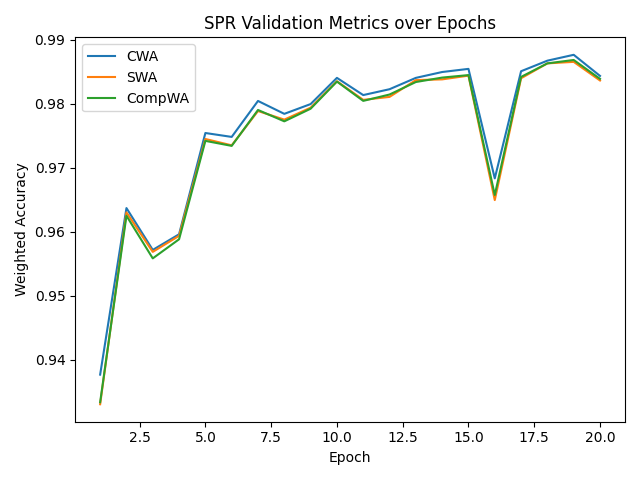 SPR Validation Metrics over Epochs
CWA
SWA
CompWA
Weighted Accuracy
0.99
0.98
0.97
0.96
0.95
0.94
2.5 5.0 7.5 10.0 12.5 15.0 17.5 20.0
Epoch